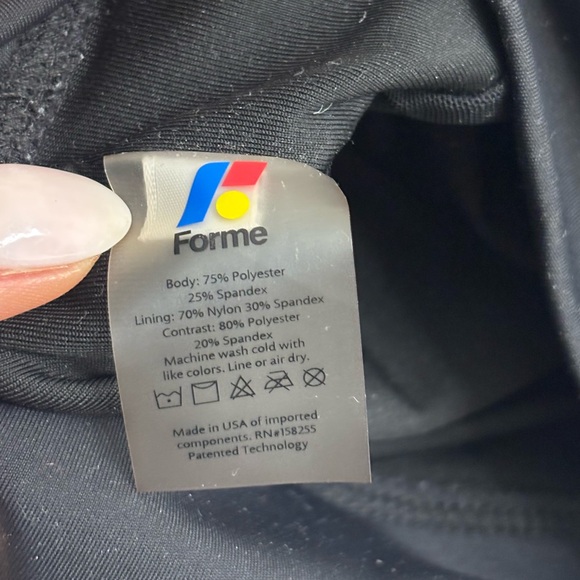 Forme
Body: 75% Polyester
25% Spandex
Lining: 70% Nylon 30% Spandex
Contrast: 80% Polyester
20% Spandex
Machine wash cold with
like colors. Line or air dry.
Made in USA of imported
components. RN#158255
Patented Technology